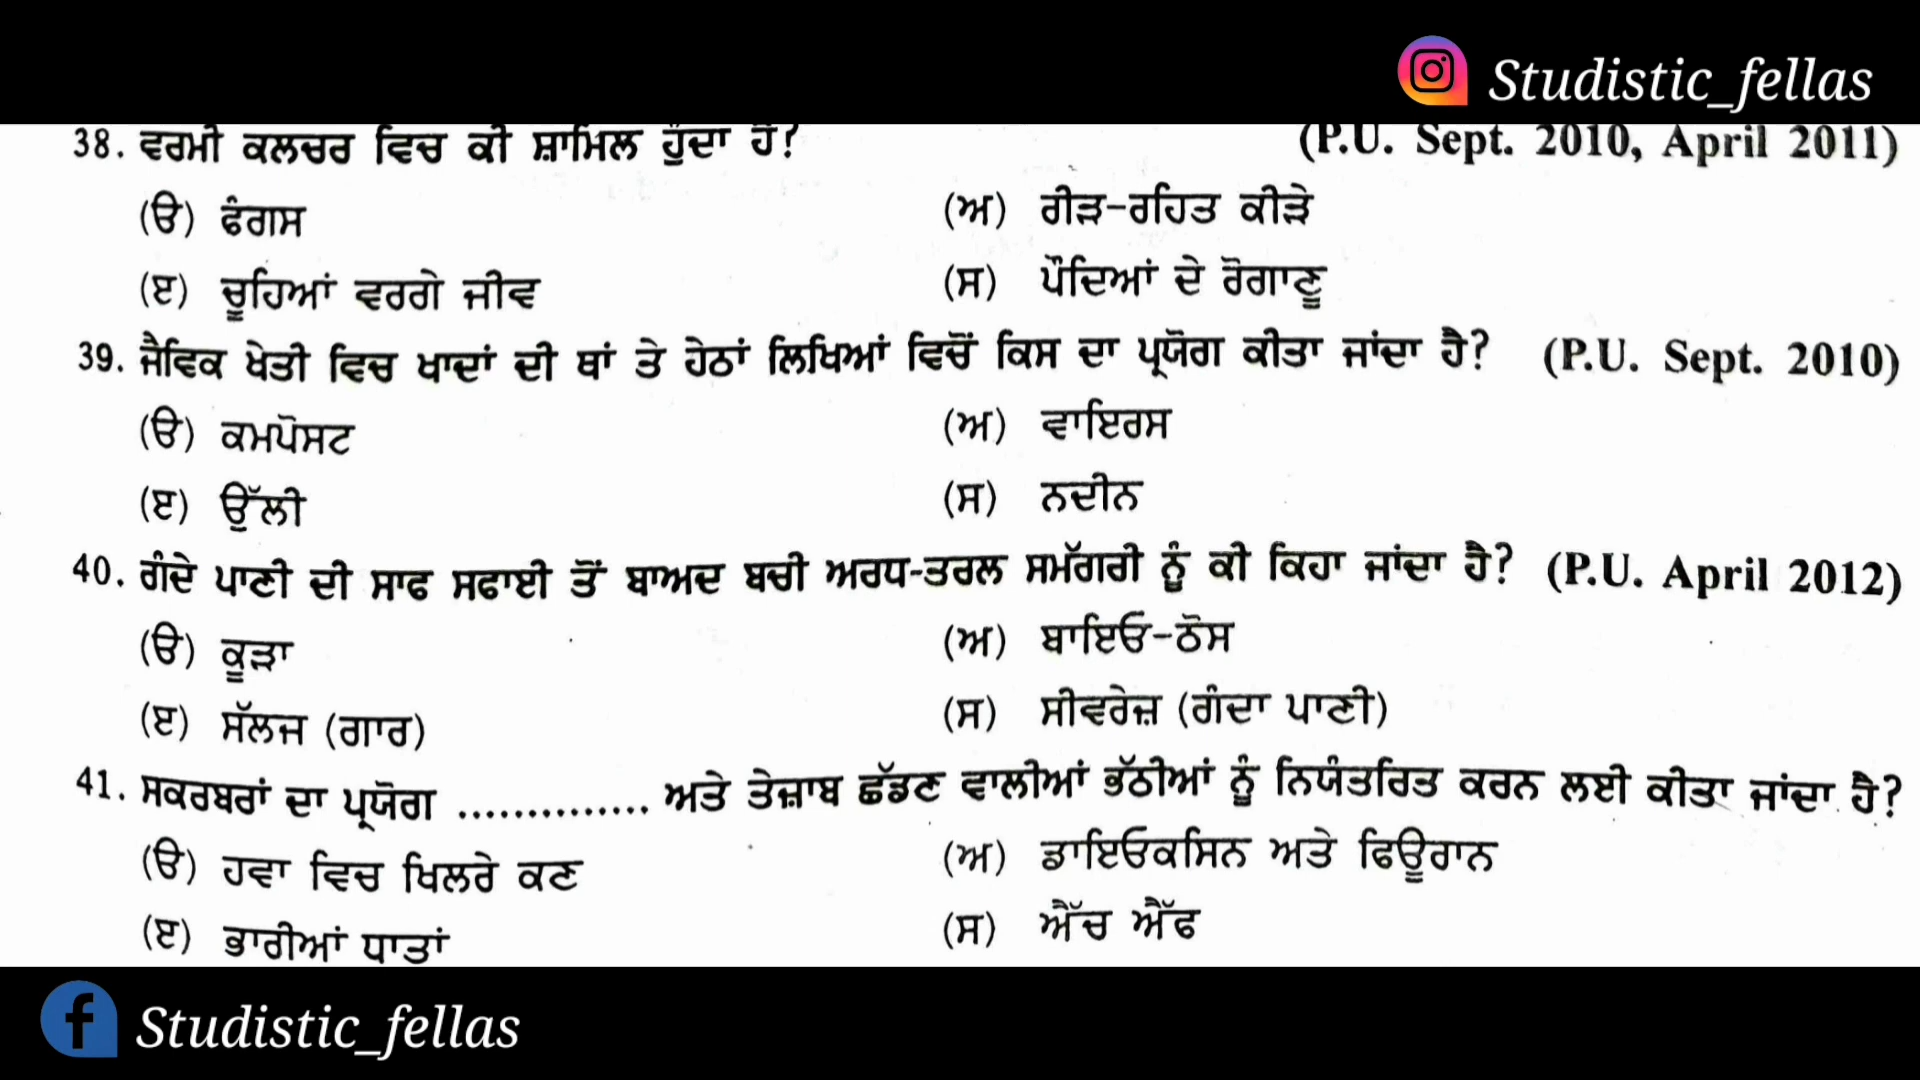 Studistic_fellas
38. ਵਰਮੀ ਕਲਚਰ ਵਿਚ ਕੀ ਸ਼ਾਮਿਲ ਹੁੰਦਾ ਹੈ? (P.U. Sept. 2010, April 2011)
(ੳ) ਫੰਗਸ (ਅ) ਰੀੜ-ਰਹਿਤ ਕੀੜੇ
(ੲ) ਚੂਹਿਆਂ ਵਰਗੇ ਜੀਵ (ਸ) ਪੌਦਿਆਂ ਦੇ ਰੋਗਾਣੂ
39. ਜੈਵਿਕ ਖੇਤੀ ਵਿਚ ਖਾਦਾਂ ਦੀ ਥਾਂ ਤੇ ਹੇਠਾਂ ਲਿਖਿਆਂ ਵਿਚੋਂ ਕਿਸ ਦਾ ਪ੍ਰਯੋਗ ਕੀਤਾ ਜਾਂਦਾ ਹੈ? (P.U. Sept. 2010)
(ੳ) ਕਮਪੋਸਟ (ਅ) ਵਾਇਰਸ
(ੲ) ਉੱਲੀ (ਸ) ਨਦੀਨ
40. ਗੰਦੇ ਪਾਣੀ ਦੀ ਸਾਫ ਸਫਾਈ ਤੋਂ ਬਾਅਦ ਬਚੀ ਅਰਧ-ਤਰਲ ਸਮੱਗਰੀ ਨੂੰ ਕੀ ਕਿਹਾ ਜਾਂਦਾ ਹੈ? (P.U. April 2012)
(ੳ) ਕੂੜਾ (ਅ) ਬਾਇਓ-ਠੋਸ
(ੲ) ਸੱਲਜ (ਗਾਰ) (ਸ) ਸੀਵਰੇਜ਼ (ਗੰਦਾ ਪਾਣੀ)
41. ਸਕਰਬਰਾਂ ਦਾ ਪ੍ਰਯੋਗ .............. ਅਤੇ ਤੇਜ਼ਾਬ ਛੱਡਣ ਵਾਲੀਆਂ ਭੱਠੀਆਂ ਨੂੰ ਨਿਯੰਤਰਿਤ ਕਰਨ ਲਈ ਕੀਤਾ ਜਾਂਦਾ ਹੈ?
(ੳ) ਹਵਾ ਵਿਚ ਖਿਲਰੇ ਕਣ (ਅ) ਡਾਇਓਕਸਿਨ ਅਤੇ ਫਿਊਰਾਨ
(ੲ) ਭਾਰੀਆਂ ਧਾਤਾਂ (ਸ) ਐੱਚ ਐੱਫ
Studistic_fellas